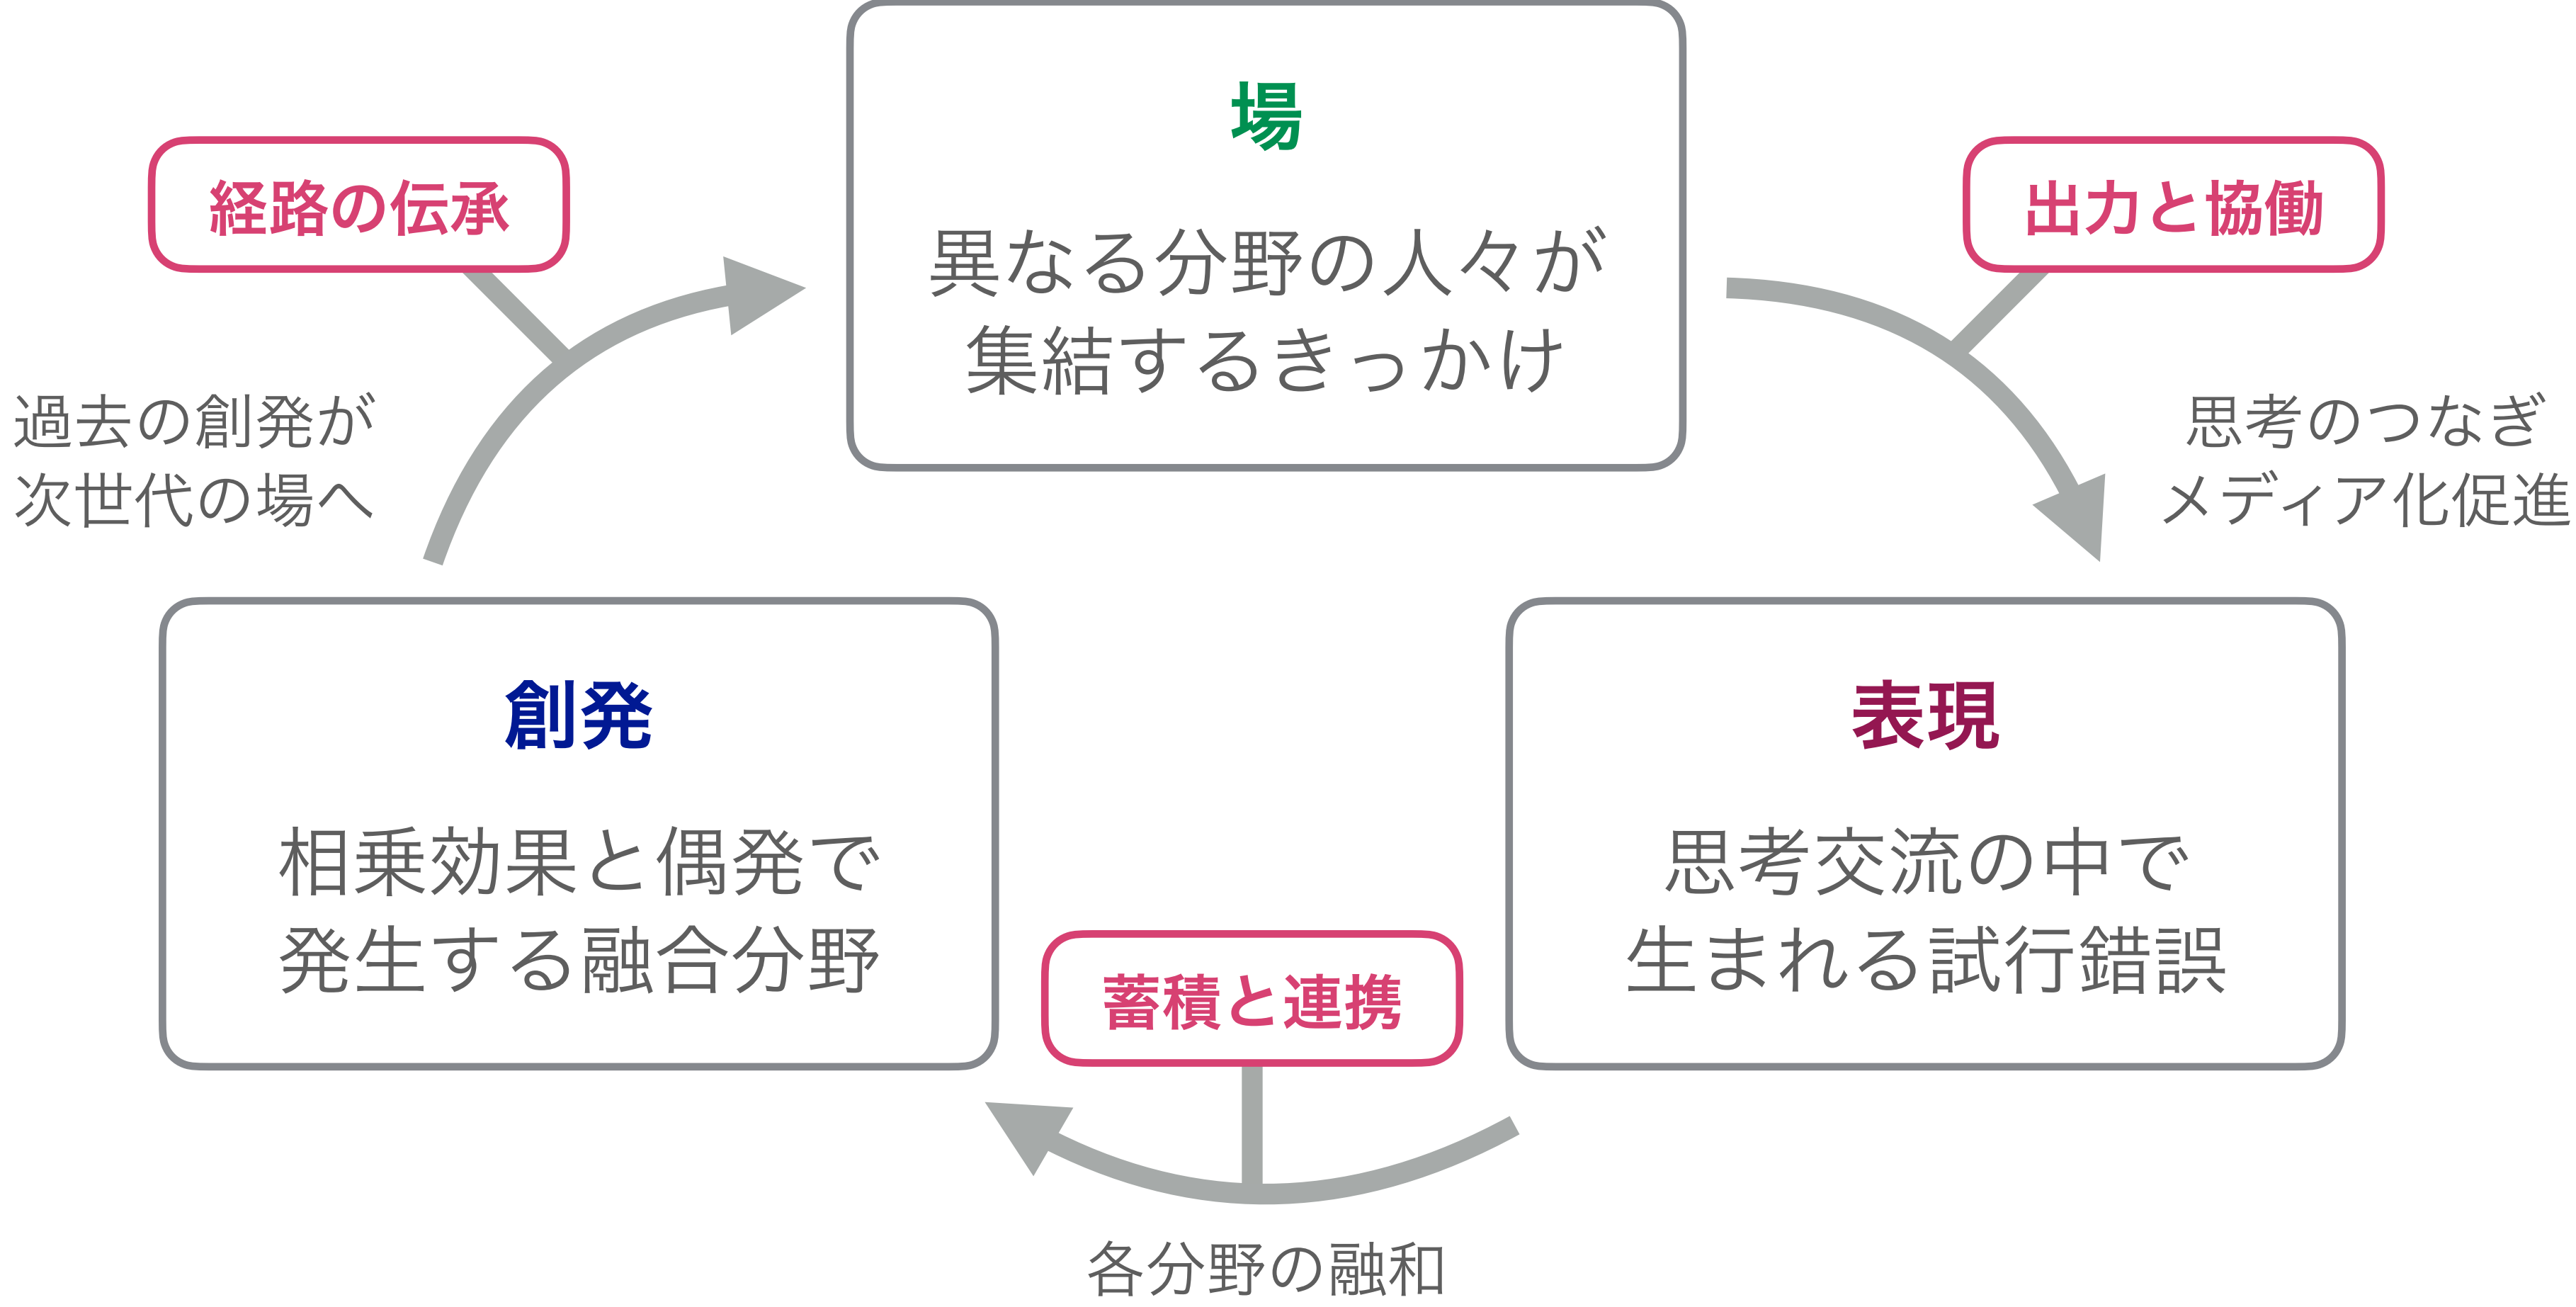 場
異なる分野の人々が
集結するきっかけ
経路の伝承
出力と協働
過去の創発が
次世代の場へ
思考のつなぎ
メディア化促進
創発
相乗効果と偶発で
発生する融合分野
表現
思考交流の中で
生まれる試行錯誤
蓄積と連携
各分野の融和